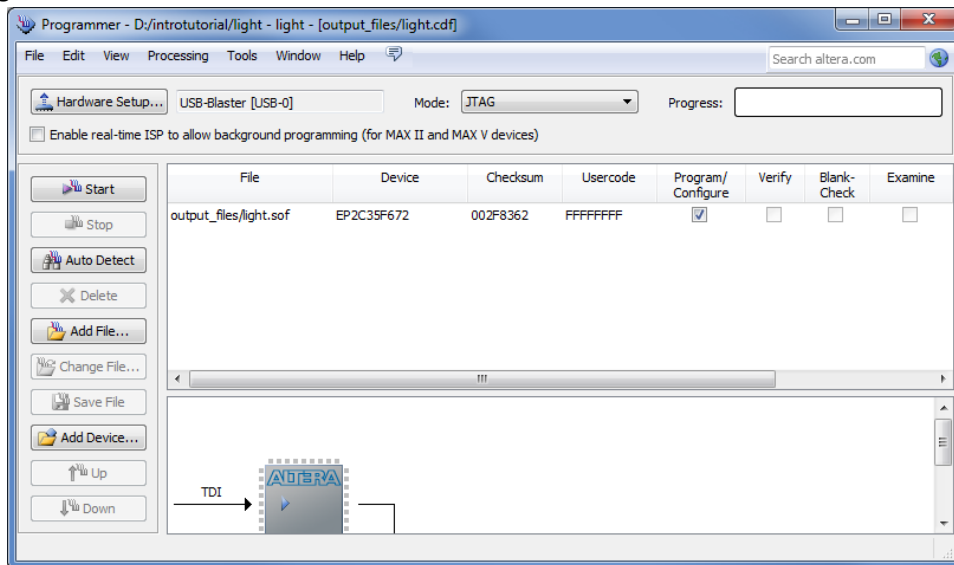 Programmer - D:/introtutorial/light - light - [output_files/light.cdf]
File Edit View Processing Tools Window Help
Search altera.com
Hardware Setup... USB-Blaster [USB-0] Mode: JTAG Progress:
Enable real-time ISP to allow background programming (for MAX II and MAX V devices)
File Device Checksum Usercode Program/ Configure Verify Blank- Check Examine
output_files/light.sof EP2C35F672 002F8362 FFFFFFFF
Start
Stop
Auto Detect
Delete
Add File...
Change File...
Save File
Add Device...
Up
Down
TDI
ALTERA